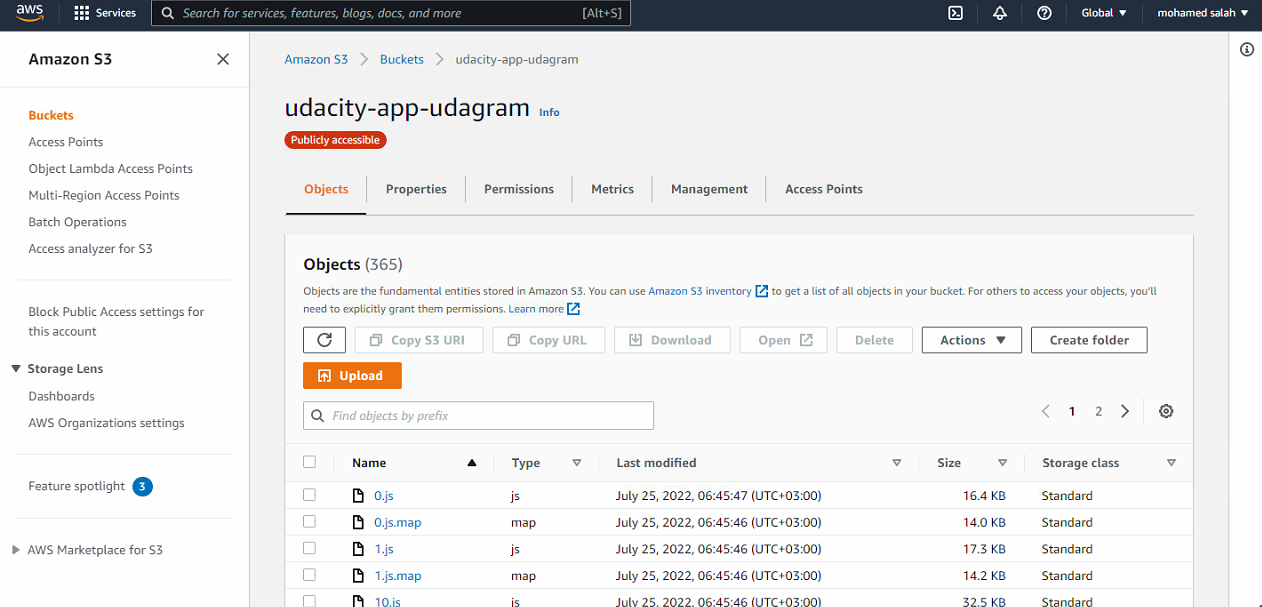 aws
Services
Search for services, features, blogs, docs, and more
[Alt+S]
Global
mohamed salah
Amazon S3
Buckets
Access Points
Object Lambda Access Points
Multi-Region Access Points
Batch Operations
Access analyzer for S3
Block Public Access settings for
this account
Storage Lens
Dashboards
AWS Organizations settings
Feature spotlight 3
AWS Marketplace for S3
Amazon S3 > Buckets > udacity-app-udagram
udacity-app-udagram Info
Publicly accessible
Objects Properties Permissions Metrics Management Access Points
Objects (365)
Objects are the fundamental entities stored in Amazon S3. You can use Amazon S3 inventory to get a list of all objects in your bucket. For others to access your objects, you'll
need to explicitly grant them permissions. Learn more
Copy S3 URI Copy URL Download Open Delete Actions Create folder
Upload
Find objects by prefix
1 2
Name Type Last modified Size Storage class
0.js js July 25, 2022, 06:45:47 (UTC+03:00) 16.4 KB Standard
0.js.map map July 25, 2022, 06:45:46 (UTC+03:00) 14.0 KB Standard
1.js js July 25, 2022, 06:45:46 (UTC+03:00) 17.3 KB Standard
1.js.map map July 25, 2022, 06:45:46 (UTC+03:00) 14.2 KB Standard
10.js js July 25, 2022, 06:45:46 (UTC+03:00) 32.5 KB Standard